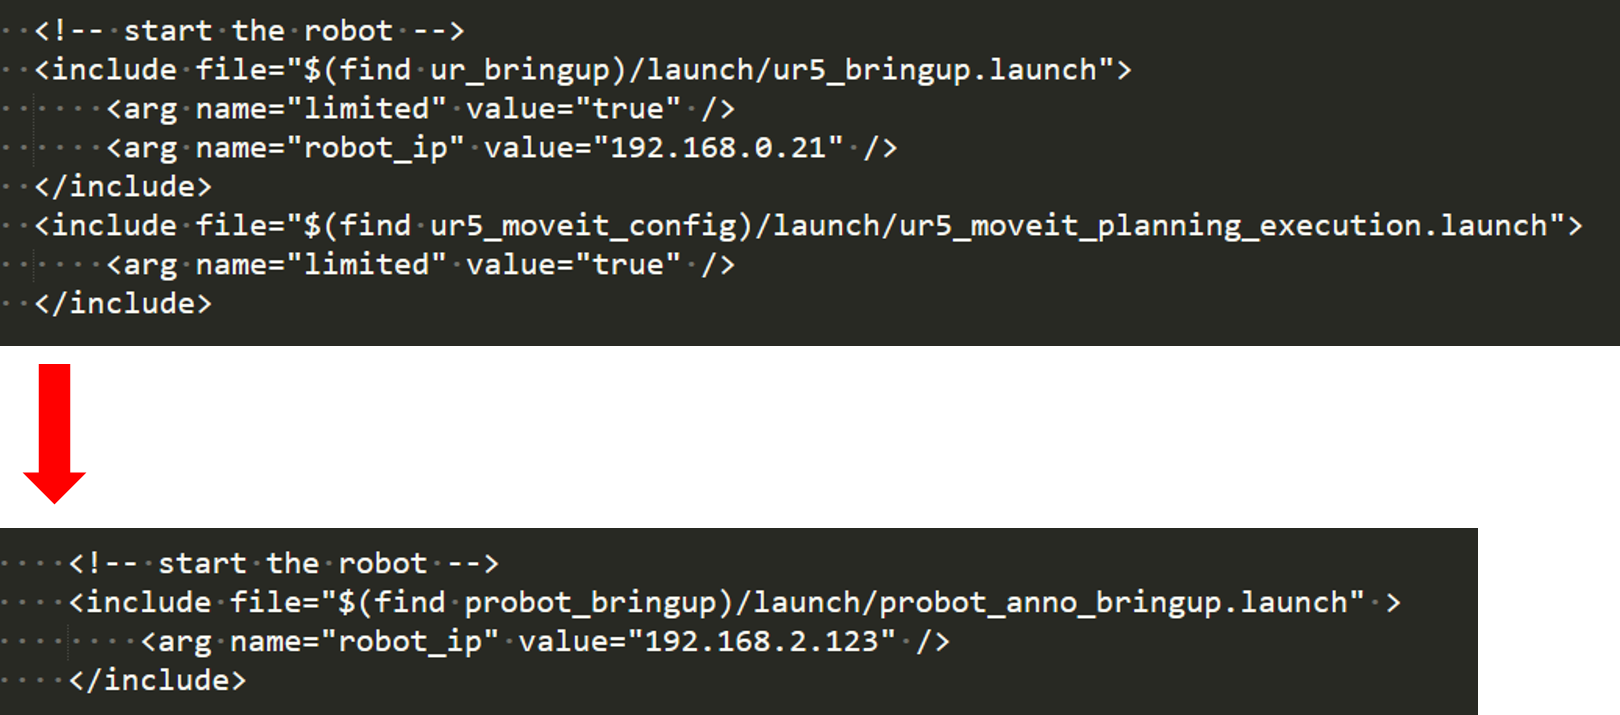 <!-- start the robot -->
<include file="$(find ur_bringup)/launch/ur5_bringup.launch">
<arg name="limited" value="true" />
<arg name="robot_ip" value="192.168.0.21" />
</include>
<include file="$(find ur5_moveit_config)/launch/ur5_moveit_planning_execution.launch">
<arg name="limited" value="true" />
</include>
<!-- start the robot -->
<include file="$(find probot_bringup)/launch/probot_anno_bringup.launch" >
<arg name="robot_ip" value="192.168.2.123" />
</include>